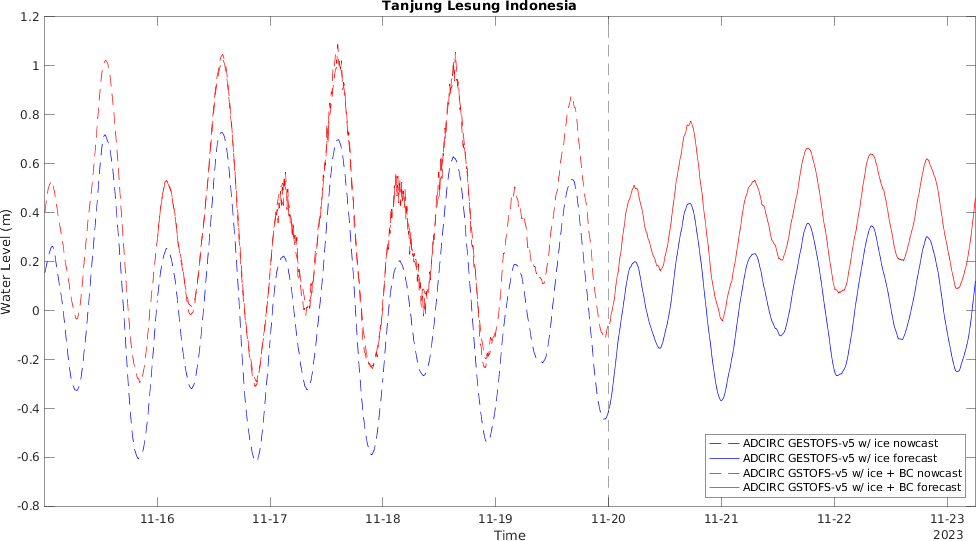 Tanjung Lesung Indonesia
1.2
1
0.8
0.6
0.4
0.2
0
-0.2
-0.4
-0.6
-0.8
Water Level (m)
ADCIRC GESTOFS-v5 w/ ice nowcast
ADCIRC GESTOFS-v5 w/ ice forecast
ADCIRC GSTOFS-v5 w/ ice + BC nowcast
ADCIRC GSTOFS-v5 w/ ice + BC forecast
11-16 11-17 11-18 11-19 11-20 11-21 11-22 11-23
Time
2023